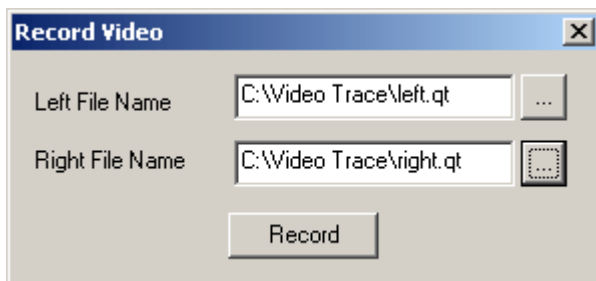 Record Video
Left File Name C:\Video Trace\left.qt ...
Right File Name C:\Video Trace\right.qt ...
Record